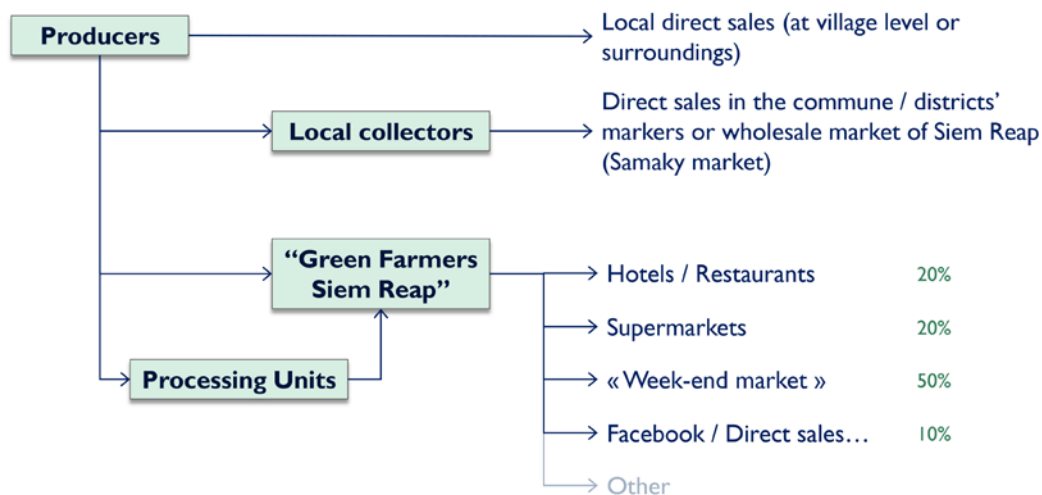 Producers
Local direct sales (at village level or
surroundings)
Local collectors
Direct sales in the commune / districts’
markers or wholesale market of Siem Reap
(Samaky market)
“Green Farmers
Siem Reap”
Hotels / Restaurants 20%
Supermarkets 20%
« Week-end market » 50%
Processing Units
Facebook / Direct sales... 10%
Other